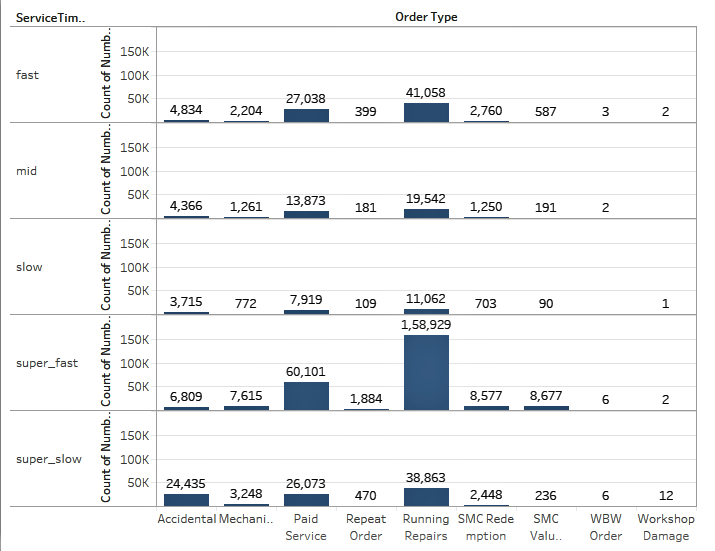 ServiceTim..
Order Type
fast
Count of Numb..
150K
100K
50K
4,834 2,204 27,038 399 41,058 2,760 587 3 2
mid
Count of Numb..
150K
100K
50K
4,366 1,261 13,873 181 19,542 1,250 191 2
slow
Count of Numb..
150K
100K
50K
3,715 772 7,919 109 11,062 703 90 1
super_fast
Count of Numb..
150K
100K
50K
6,809 7,615 60,101 1,884 1,58,929 8,577 8,677 6 2
super_slow
Count of Numb..
150K
100K
50K
24,435 3,248 26,073 470 38,863 2,448 236 6 12
Accidental Mechani.. Paid Repeat Running SMC Rede SMC WBW Workshop
Service Order Repairs mption Valu.. Order Damage